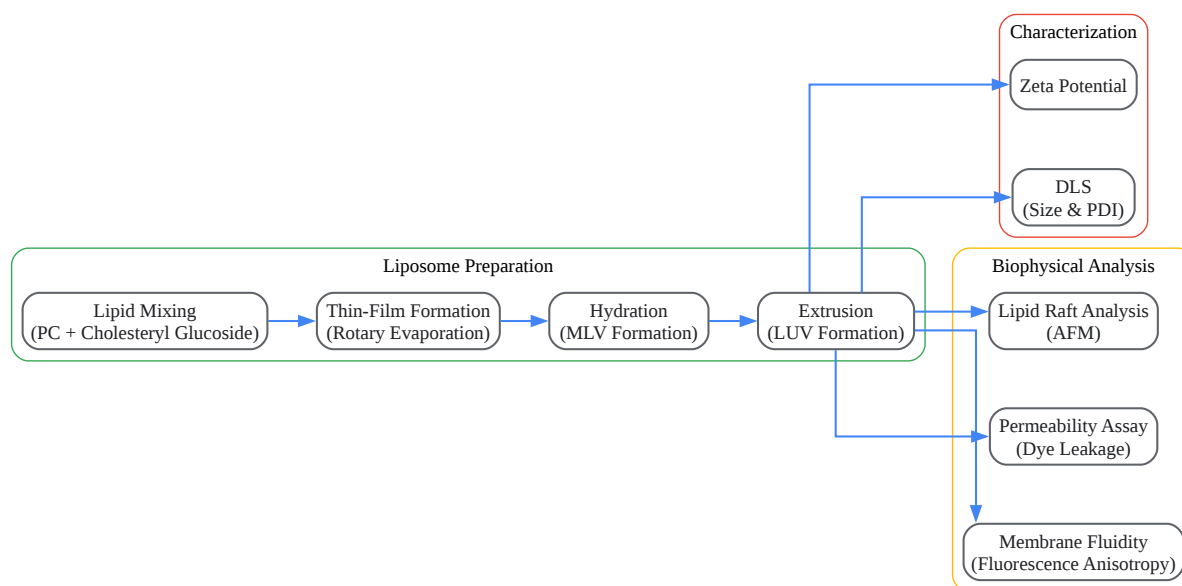 Characterization
Zeta Potential
DLS
(Size & PDI)
Liposome Preparation
Lipid Mixing
(PC + Cholesteryl Glucoside)
Thin-Film Formation
(Rotary Evaporation)
Hydration
(MLV Formation)
Extrusion
(LUV Formation)
Biophysical Analysis
Lipid Raft Analysis
(AFM)
Permeability Assay
(Dye Leakage)
Membrane Fluidity
(Fluorescence Anisotropy)